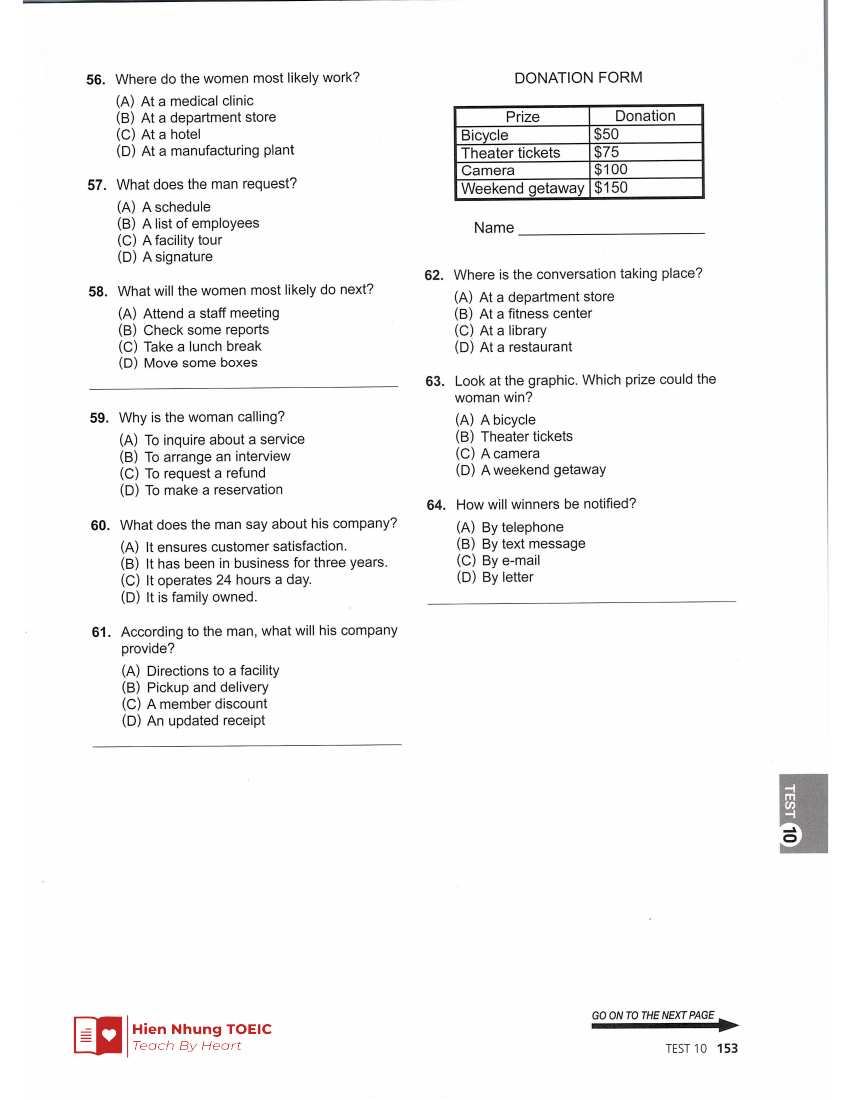 56. Where do the women most likely work?
(A) At a medical clinic
(B) At a department store
(C) At a hotel
(D) At a manufacturing plant
57. What does the man request?
(A) A schedule
(B) A list of employees
(C) A facility tour
(D) A signature
58. What will the women most likely do next?
(A) Attend a staff meeting
(B) Check some reports
(C) Take a lunch break
(D) Move some boxes
59. Why is the woman calling?
(A) To inquire about a service
(B) To arrange an interview
(C) To request a refund
(D) To make a reservation
60. What does the man say about his company?
(A) It ensures customer satisfaction.
(B) It has been in business for three years.
(C) It operates 24 hours a day.
(D) It is family owned.
61. According to the man, what will his company
provide?
(A) Directions to a facility
(B) Pickup and delivery
(C) A member discount
(D) An updated receipt
DONATION FORM
Prize Donation
Bicycle $50
Theater tickets $75
Camera $100
Weekend getaway $150
Name
62. Where is the conversation taking place?
(A) At a department store
(B) At a fitness center
(C) At a library
(D) At a restaurant
63. Look at the graphic. Which prize could the
woman win?
(A) A bicycle
(B) Theater tickets
(C) A camera
(D) A weekend getaway
64. How will winners be notified?
(A) By telephone
(B) By text message
(C) By e-mail
(D) By letter
TEST 10
Hien Nhung TOEIC
Teach By Heart
GO ON TO THE NEXT PAGE
TEST 10 153